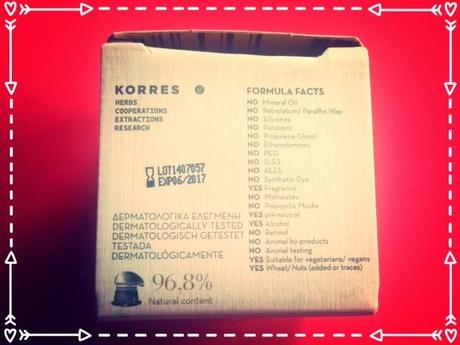 KORRES
HERBS
COOPERATIONS
EXTRACTIONS
RESEARCH
LOT1407057
EXP06/2017
ΔΕΡΜΑΤΟΛΟΓΙΚΑ ΕΛΕΓΜΕΝΗ
DERMATOLOGICALLY TESTED
DERMATOLOGISCH GETESTET
TESTADA
DERMATOLÓGICAMENTE
96,8%
Natural content
FORMULA FACTS
NO Mineral Oil
NO Petrolatum/ Paraffin Wax
NO Silicones
NO Parabens
NO Propylene Glycol
NO Ethanolamines
NO PEG
NO SLES
NO ALES
NO Synthetic Dye
YES Fragrance
NO Phthalates
NO Polycyclic Musks
YES pH-neutral
YES Alcohol
NO Retinol
NO Animal by-products
NO Animal testing
YES Suitable for vegetarians/ vegans
YES Wheat/ Nuts (added or traces)